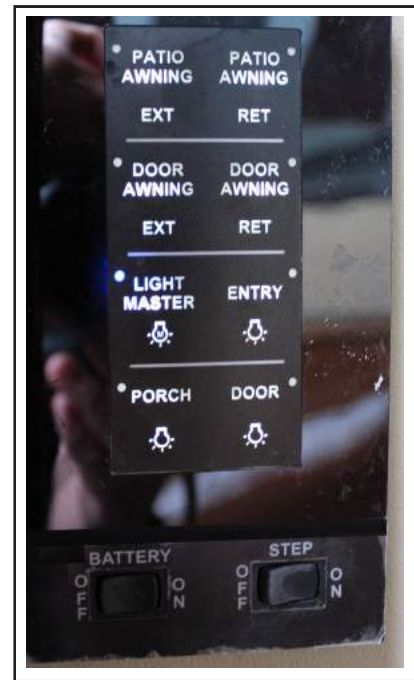 PATIO AWNING
PATIO AWNING
EXT
RET
DOOR AWNING
DOOR AWNING
EXT
RET
LIGHT MASTER
ENTRY
M
PORCH
DOOR
BATTERY
OFF
ON
STEP
OFF
ON